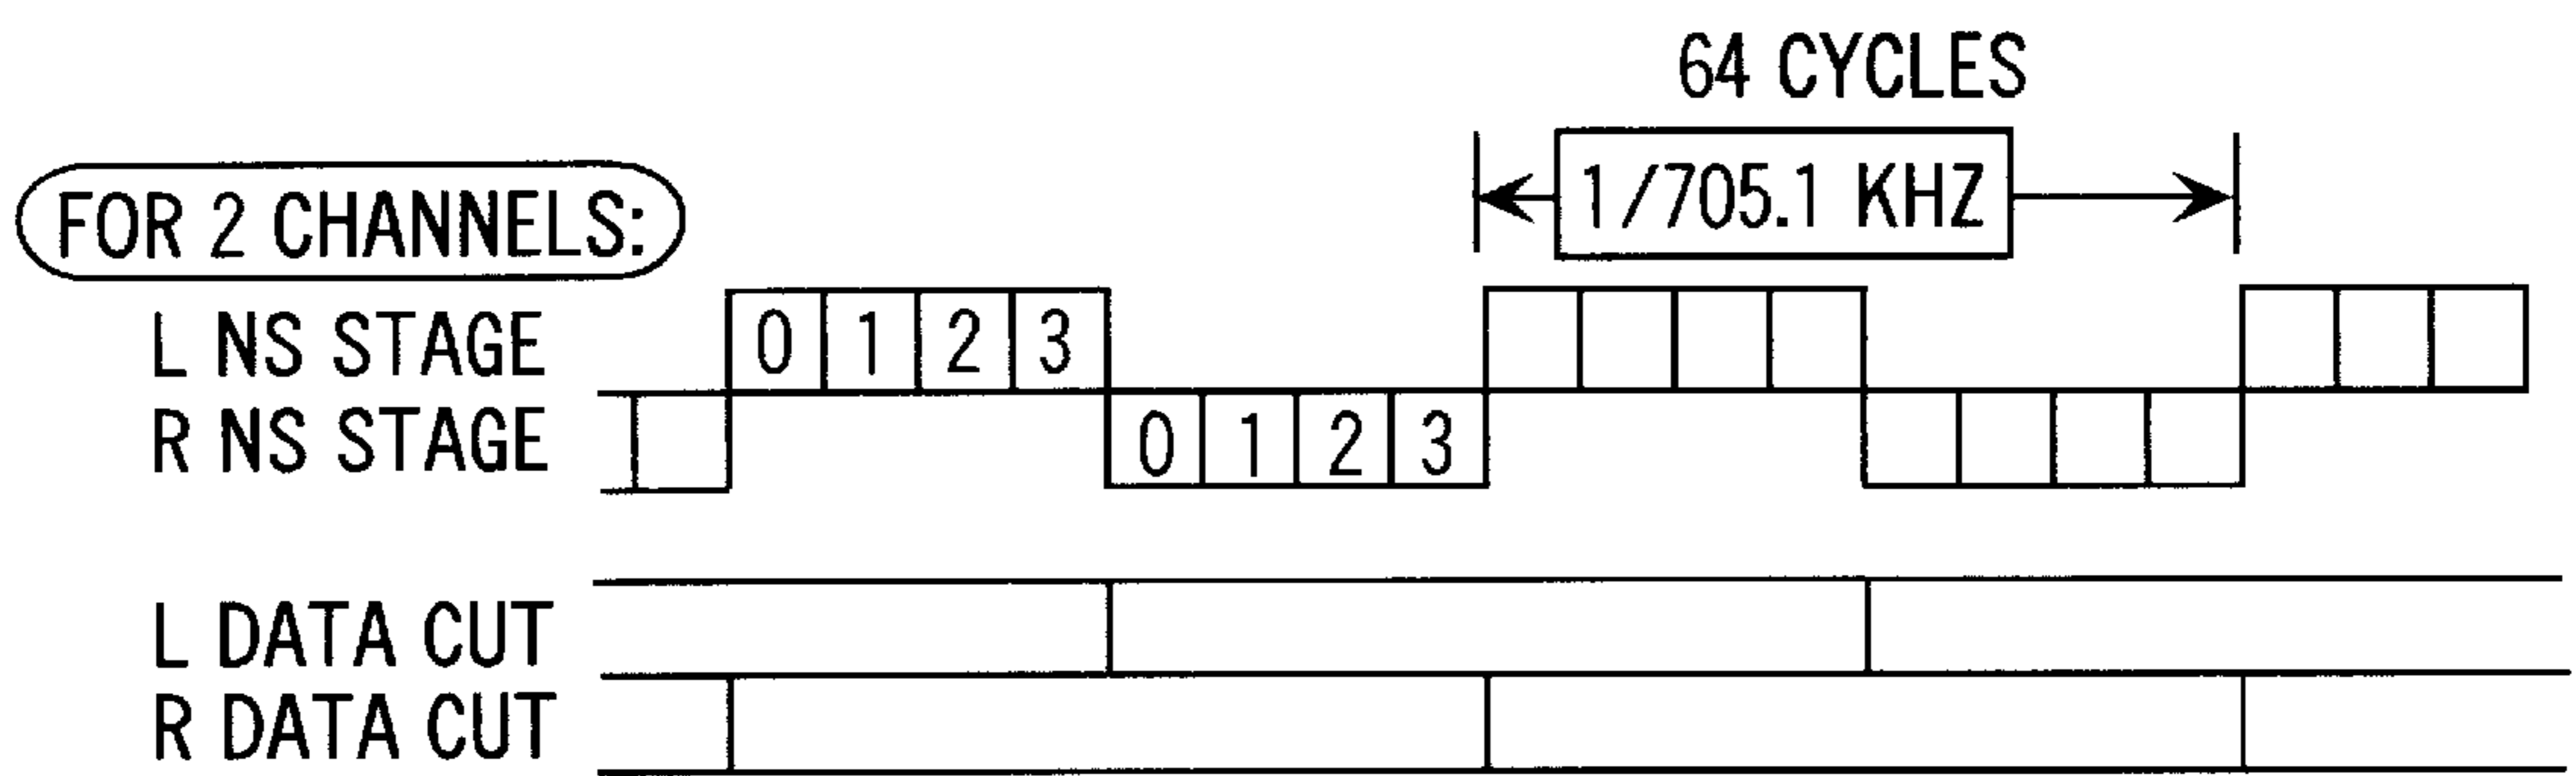 64 CYCLES
1/705.1 KHZ
FOR 2 CHANNELS:
L NS STAGE 0 1 2 3
R NS STAGE 0 1 2 3
L DATA CUT
R DATA CUT